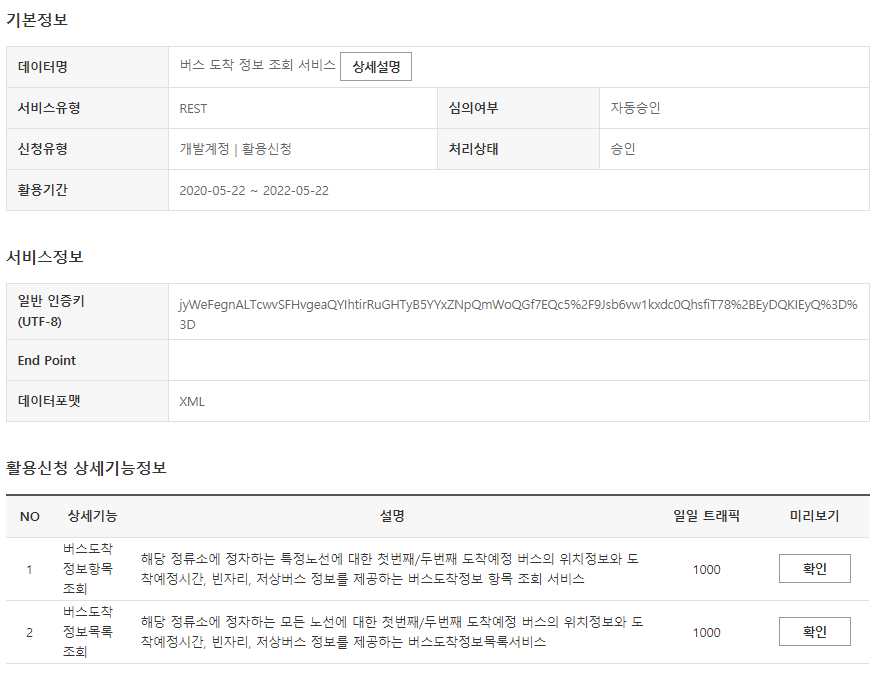 기본정보
데이터명 버스 도착 정보 조회 서비스 상세설명
서비스유형 REST 심의여부 자동승인
신청유형 개발계정 | 활용신청 처리상태 승인
활용기간 2020-05-22 ~ 2022-05-22
서비스정보
일반 인증키
(UTF-8)
jyWeFegnALTcwvSFHvgeaQYIhtirRuGHTyB5YYxZNpQmWoQGf7EQc5%2F9Jsb6vw1kxdc0QhsfiT78%2BEyDQKIEyQ%3D%
3D
End Point
데이터포맷 XML
활용신청 상세기능정보
NO 상세기능 설명 일일 트래픽 미리보기
1
버스도착
정보항목
조회
해당 정류소에 정차하는 특정노선에 대한 첫번째/두번째 도착예정 버스의 위치정보와 도
착예정시간, 빈자리, 저상버스 정보를 제공하는 버스도착정보 항목 조회 서비스
1000 확인
2
버스도착
정보목록
조회
해당 정류소에 정차하는 모든 노선에 대한 첫번째/두번째 도착예정 버스의 위치정보와 도
착예정시간, 빈자리, 저상버스 정보를 제공하는 버스도착정보목록서비스
1000 확인